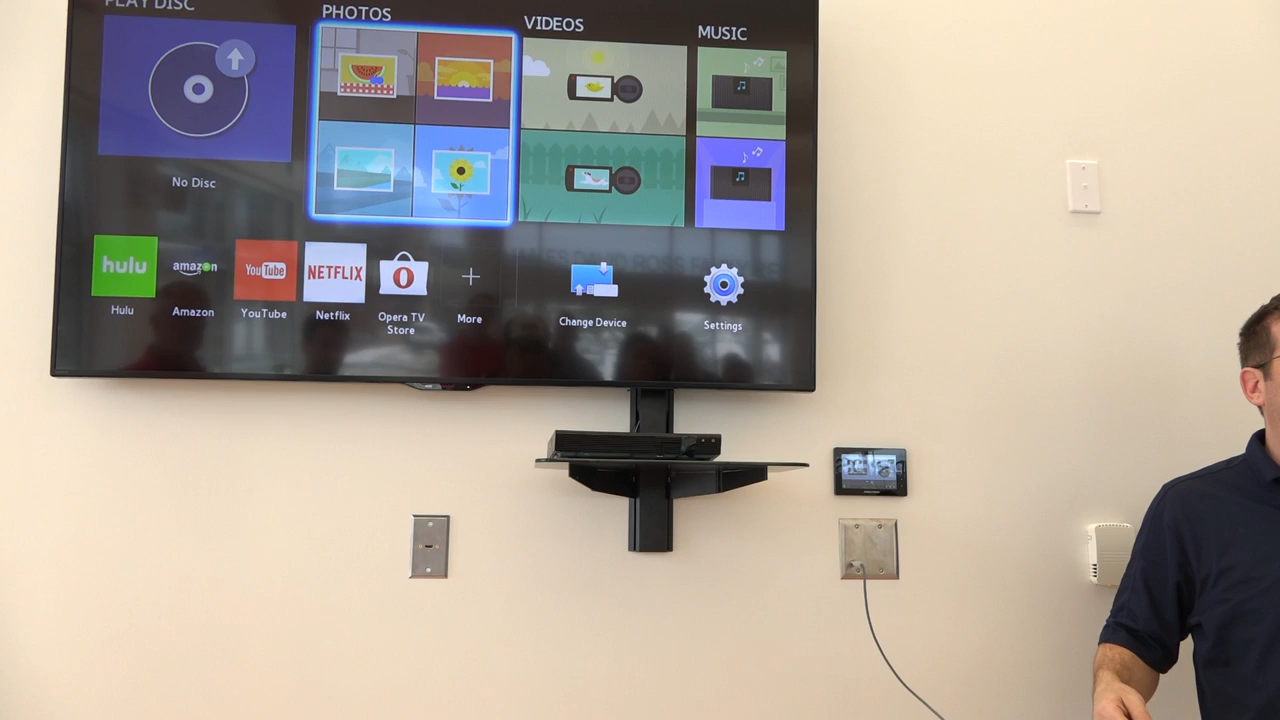 PLAY DISC
PHOTOS
VIDEOS
MUSIC
No Disc
hulu
amazon
YouTube
NETFLIX
Hulu
Amazon
YouTube
Netflix
Opera TV
Store
More
Change Device
Settings